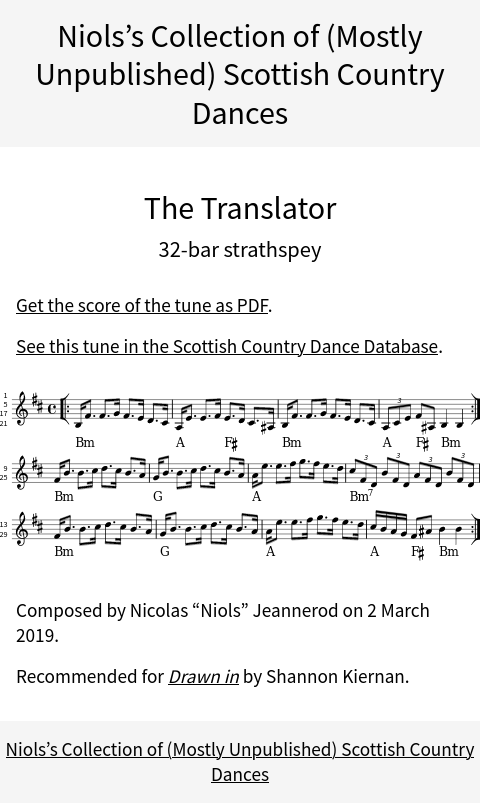 Niols’s Collection of (Mostly
Unpublished) Scottish Country
Dances
The Translator
32-bar strathspey
Get the score of the tune as PDF.
See this tune in the Scottish Country Dance Database.
1
5
17
21
3
3
Bm A F♯ Bm A F♯ Bm
9
25
3 3 3 3
Bm G A Bm7
13
29
3
Bm G A A F♯ Bm
Composed by Nicolas “Niols” Jeannerod on 2 March
2019.
Recommended for Drawn in by Shannon Kiernan.
Niols’s Collection of (Mostly Unpublished) Scottish Country
Dances